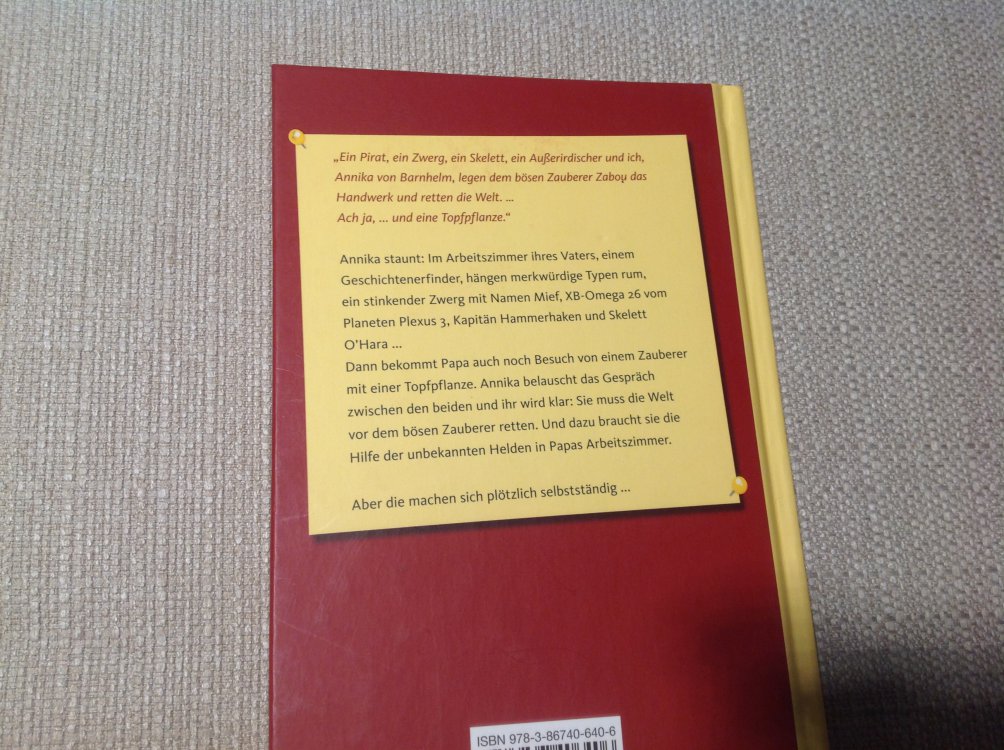 „Ein Pirat, ein Zwerg, ein Skelett, ein Außerirdischer und ich,
Annika von Barnhelm, legen dem bösen Zauberer Zaboų das
Handwerk und retten die Welt. ...
Ach ja, ... und eine Topfpflanze.“
Annika staunt: Im Arbeitszimmer ihres Vaters, einem
Geschichtenerfinder, hängen merkwürdige Typen rum,
ein stinkender Zwerg mit Namen Mief, XB-Omega 26 vom
Planeten Plexus 3, Kapitän Hammerhaken und Skelett
O'Hara ...
Dann bekommt Papa auch noch Besuch von einem Zauberer
mit einer Topfpflanze. Annika belauscht das Gespräch
zwischen den beiden und ihr wird klar: Sie muss die Welt
vor dem bösen Zauberer retten. Und dazu braucht sie die
Hilfe der unbekannten Helden in Papas Arbeitszimmer.
Aber die machen sich plötzlich selbstständig ...
ISBN 978-3-86740-640-6